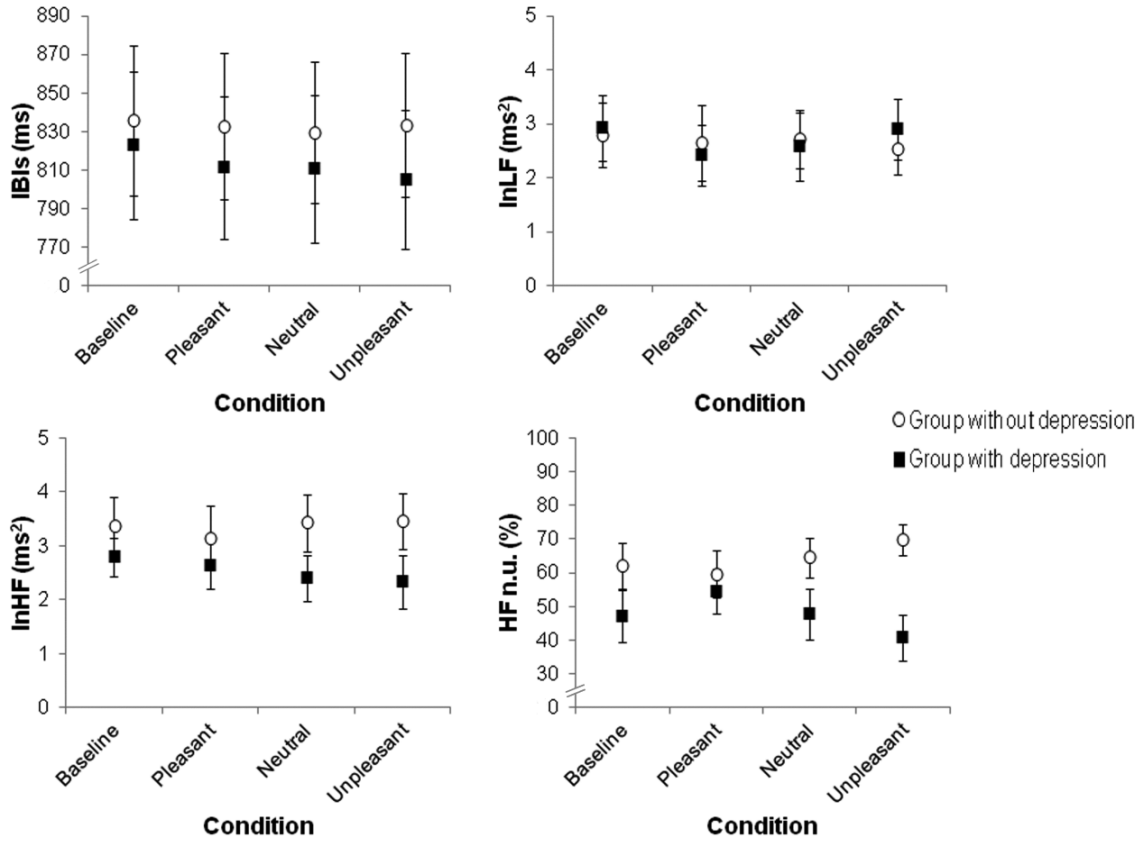 IBIs (ms)
890
870
850
830
810
790
770
0
Baseline
Pleasant
Neutral
Unpleasant
Condition
lnLF (ms²)
5
4
3
2
1
0
Baseline
Pleasant
Neutral
Unpleasant
Condition
Group without depression
Group with depression
lnHF (ms²)
5
4
3
2
1
0
Baseline
Pleasant
Neutral
Unpleasant
Condition
HF n.u. (%)
100
90
80
70
60
50
40
30
0
Baseline
Pleasant
Neutral
Unpleasant
Condition